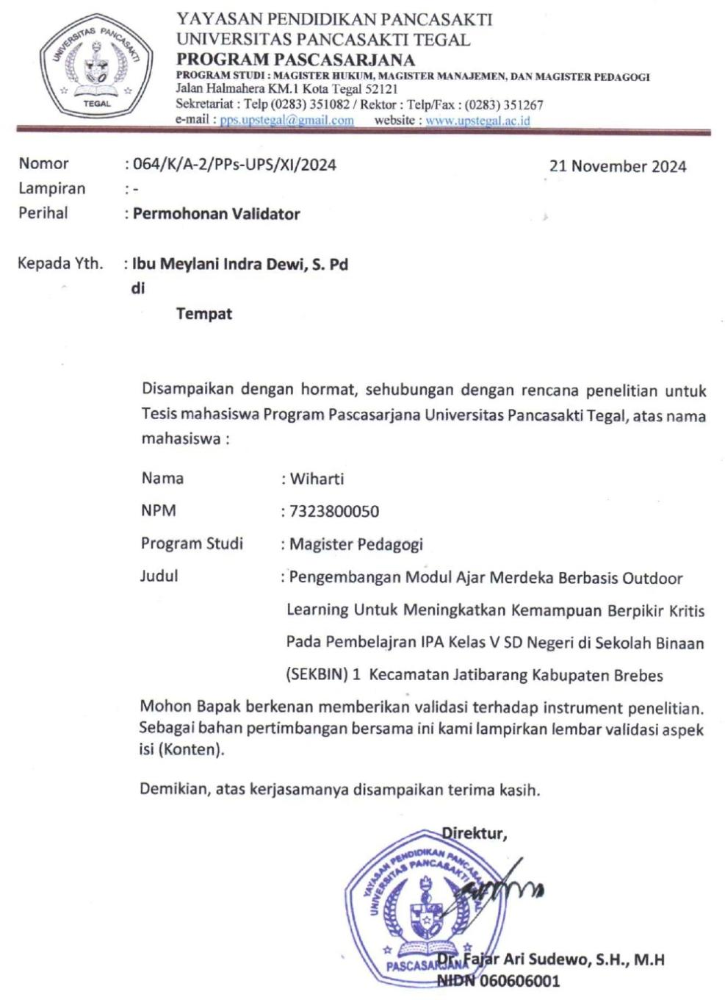 UNIVERSITAS PANCASAKTI
TEGAL
YAYASAN PENDIDIKAN PANCASAKTI
UNIVERSITAS PANCASAKTI TEGAL
PROGRAM PASCASARJANA
PROGRAM STUDI : MAGISTER HUKUM, MAGISTER MANAJEMEN, DAN MAGISTER PEDAGOGI
Jalan Halmahera KM.1 Kota Tegal 52121
Sekretariat : Telp (0283) 351082 / Rektor : Telp/Fax : (0283) 351267
e-mail : pps.upstegal@gmail.com website : www.upstegal.ac.id
Nomor : 064/K/A-2/PPs-UPS/XI/2024 21 November 2024
Lampiran : -
Perihal : Permohonan Validator
Kepada Yth. : Ibu Meylani Indra Dewi, S. Pd
di
Tempat
Disampaikan dengan hormat, sehubungan dengan rencana penelitian untuk
Tesis mahasiswa Program Pascasarjana Universitas Pancasakti Tegal, atas nama
mahasiswa :
Nama : Wiharti
NPM : 7323800050
Program Studi : Magister Pedagogi
Judul : Pengembangan Modul Ajar Merdeka Berbasis Outdoor
Learning Untuk Meningkatkan Kemampuan Berpikir Kritis
Pada Pembelajran IPA Kelas V SD Negeri di Sekolah Binaan
(SEKBIN) 1 Kecamatan Jatibarang Kabupaten Brebes
Mohon Bapak berkenan memberikan validasi terhadap instrument penelitian.
Sebagai bahan pertimbangan bersama ini kami lampirkan lembar validasi aspek
isi (Konten).
Demikian, atas kerjasamanya disampaikan terima kasih.
Direktur,
YAYASAN PENDIDIKAN PANCASAKTI
UNIVERSITAS PANCASAKTI TEGAL
PASCASARJANA
Dr. Fajar Ari Sudewo, S.H., M.H
NIDN 060606001